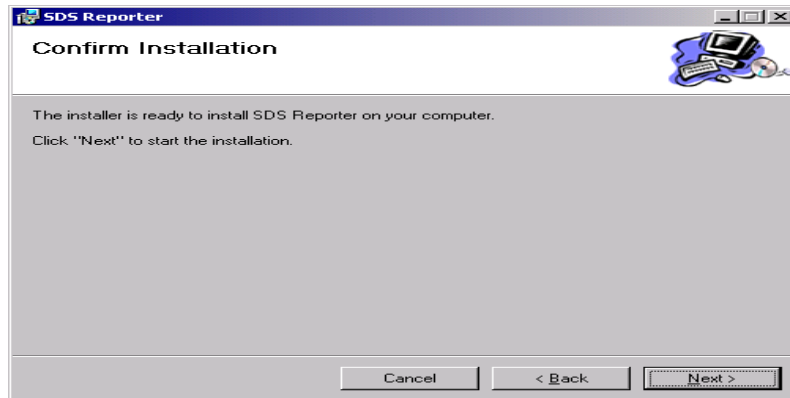 SDS Reporter
Confirm Installation
The installer is ready to install SDS Reporter on your computer.
Click "Next" to start the installation.
Cancel
< Back
Next >